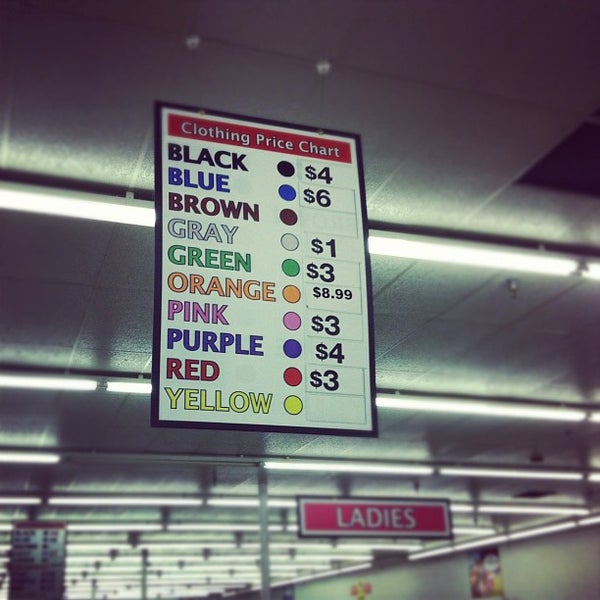 Clothing Price Chart
BLACK $4
BLUE $6
BROWN
GRAY $1
GREEN $3
ORANGE $8.99
PINK $3
PURPLE $4
RED $3
YELLOW
LADIES